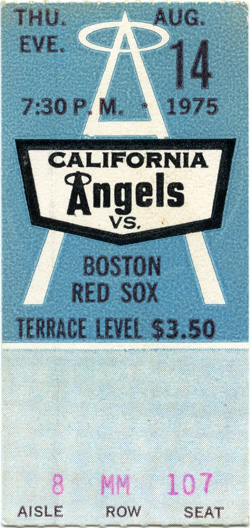 THU. AUG.
EVE. 14
7:30 P.M. • 1975
CALIFORNIA
Angels
VS.
BOSTON
RED SOX
TERRACE LEVEL $3.50
8 MM 107
AISLE ROW SEAT